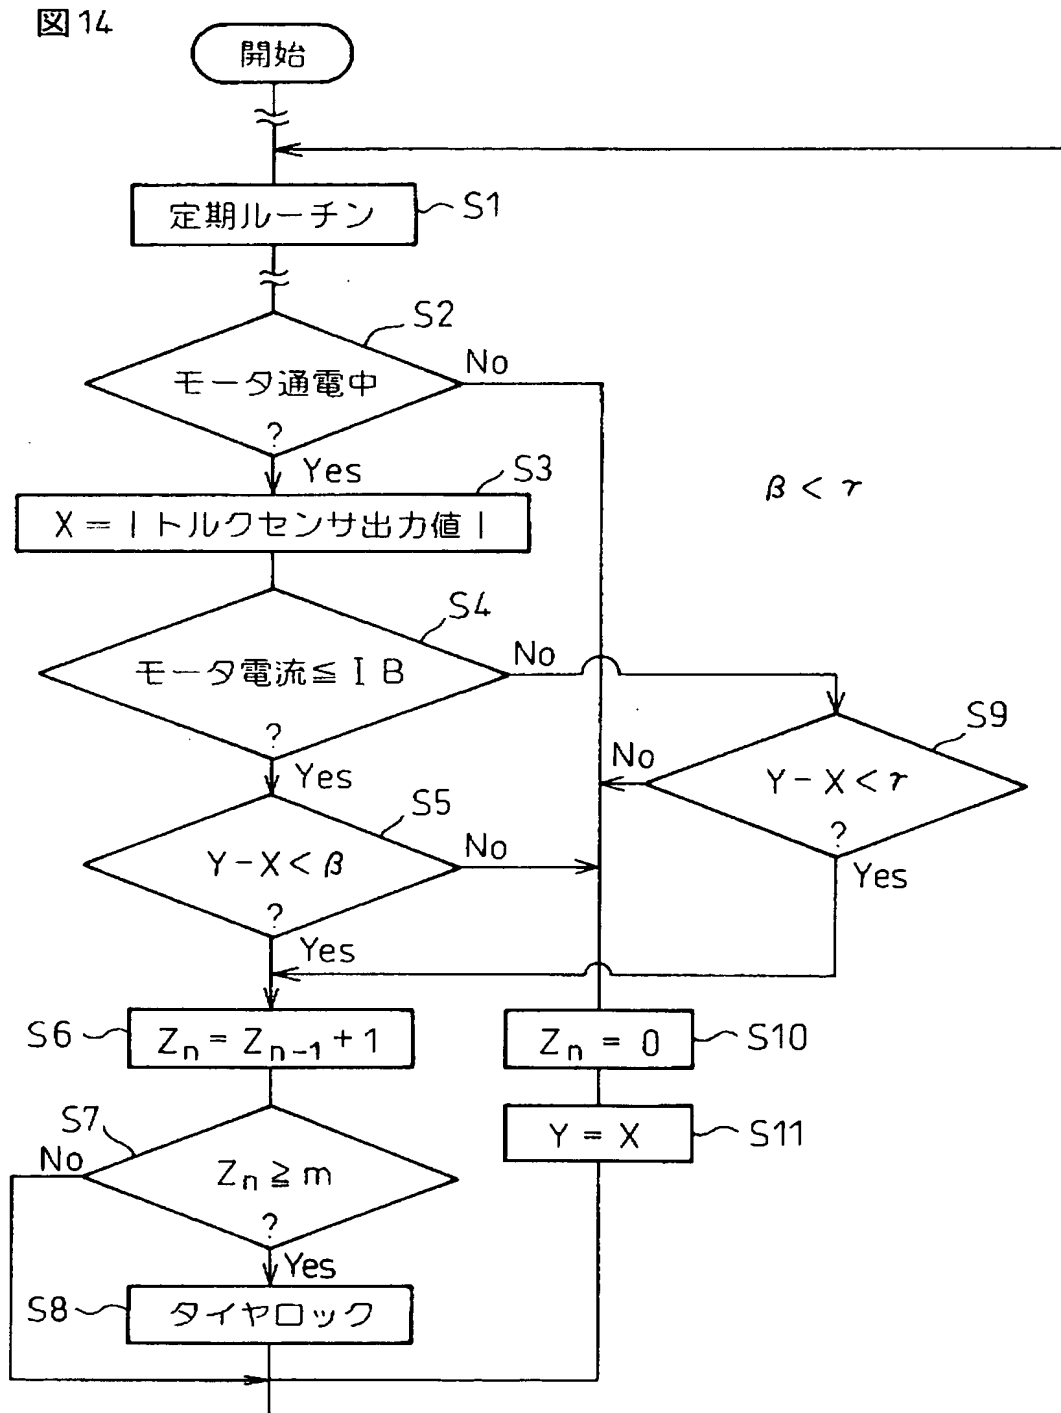 図14
開始
定期ルーチン
S1
S2
モータ通電中
?
No
Yes
S3
X=|トルクセンサ出力値|
β<γ
S4
モータ電流≦IB
?
No
Yes
S9
Y-X<γ
?
No
Yes
S5
Y-X<β
?
No
Yes
S6
Zn=Zn-1+1
Zn=0
S10
S7
Zn≧m
?
No
Yes
Y=X
S11
S8
タイヤロック